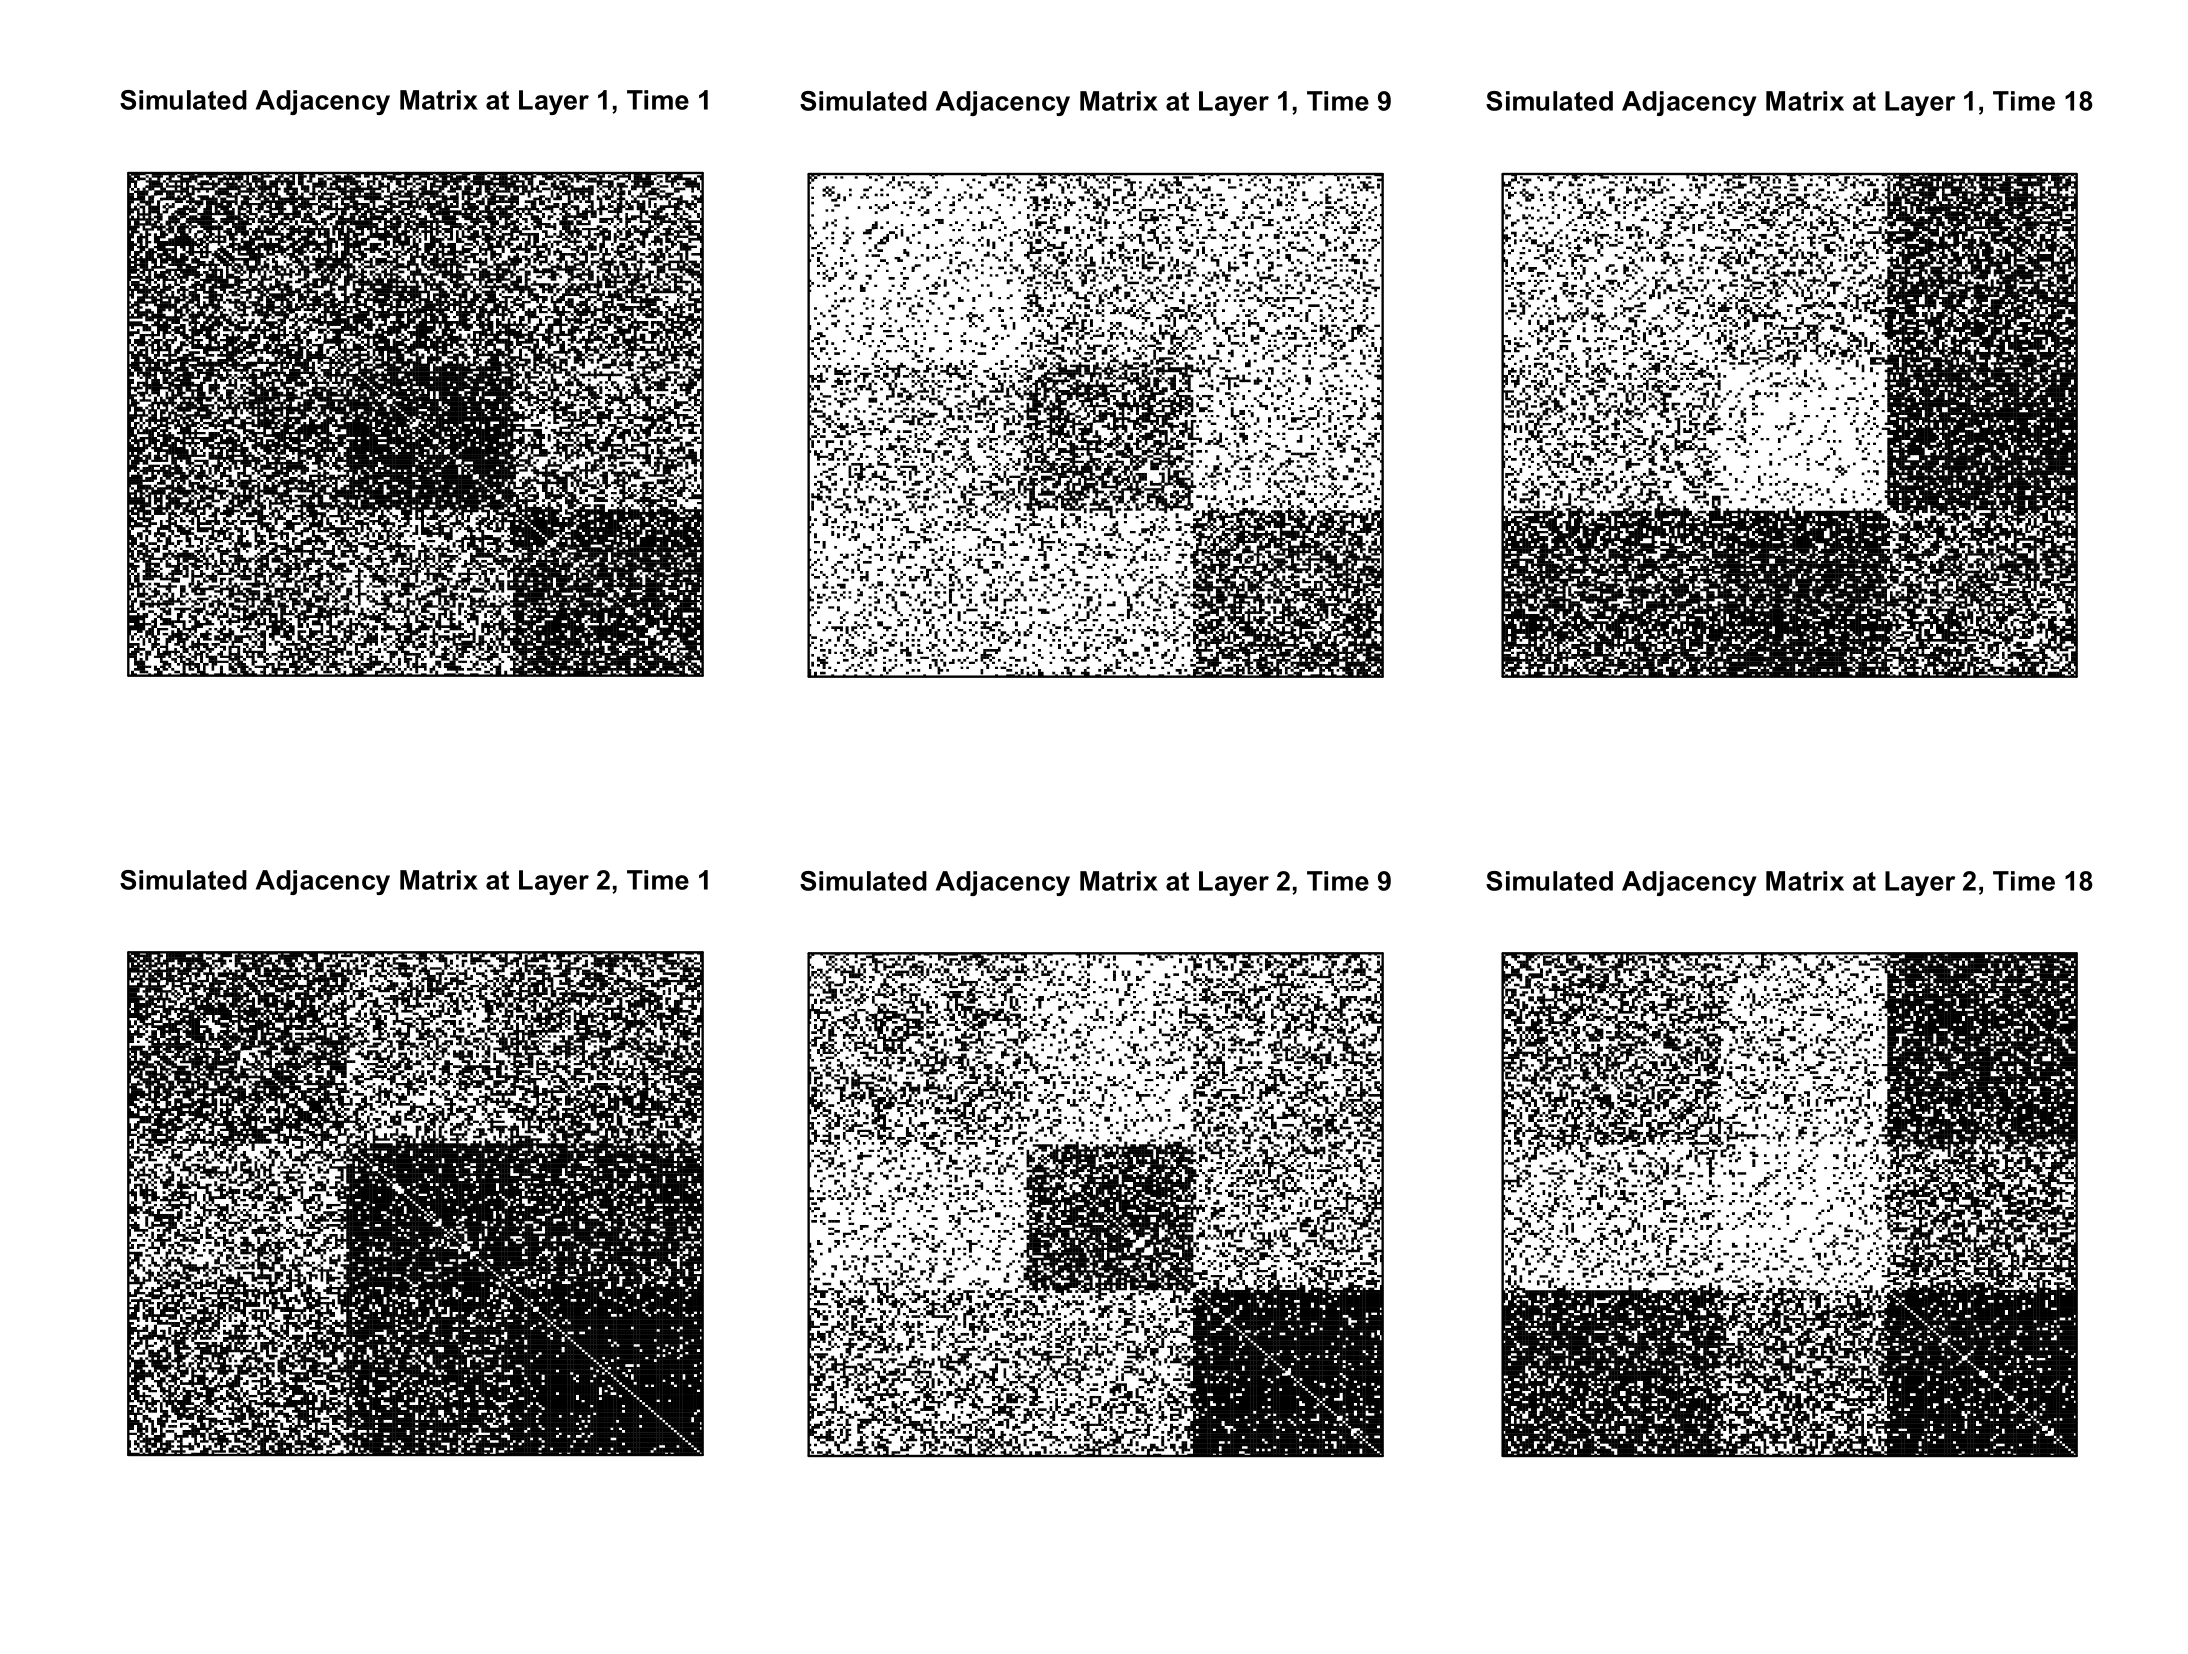 Simulated Adjacency Matrix at Layer 1, Time 1
Simulated Adjacency Matrix at Layer 1, Time 9
Simulated Adjacency Matrix at Layer 1, Time 18
Simulated Adjacency Matrix at Layer 2, Time 1
Simulated Adjacency Matrix at Layer 2, Time 9
Simulated Adjacency Matrix at Layer 2, Time 18